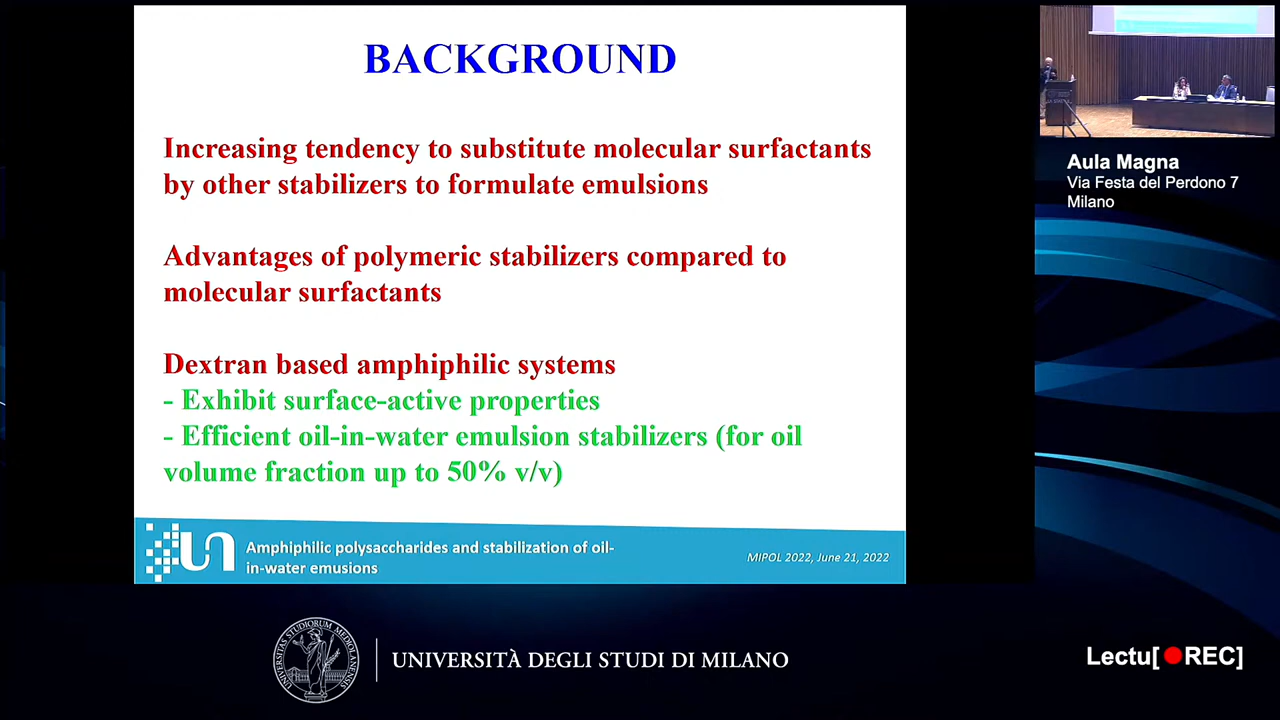 BACKGROUND
Increasing tendency to substitute molecular surfactants
by other stabilizers to formulate emulsions
Advantages of polymeric stabilizers compared to
molecular surfactants
Dextran based amphiphilic systems
- Exhibit surface-active properties
- Efficient oil-in-water emulsion stabilizers (for oil
volume fraction up to 50% v/v)
Amphiphilic polysaccharides and stabilization of oil-
in-water emusions
MIPOL 2022, June 21, 2022
Aula Magna
Via Festa del Perdono 7
Milano
UNIVERSITÀ DEGLI STUDI DI MILANO
Lectu[ REC]